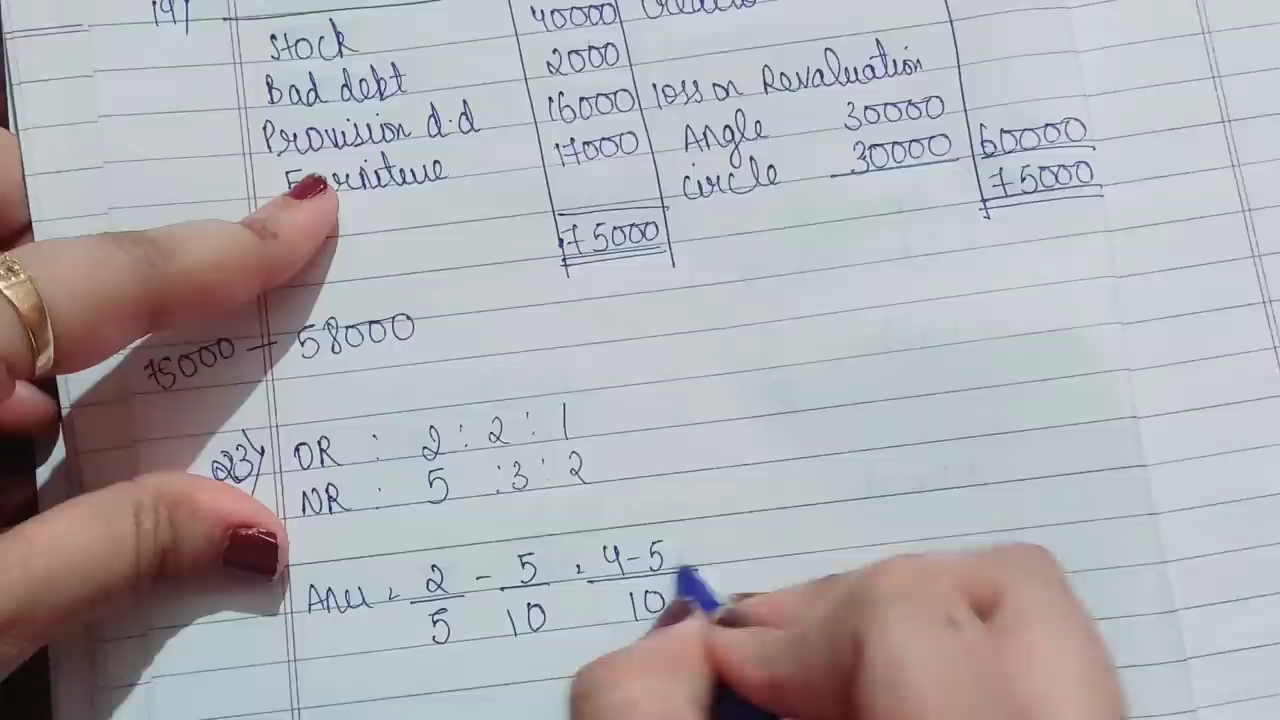 19)
40000
Stock 2000
Bad debt 16000 loss on Revaluation
Provision d.d 17000 Angle 30000
Furniture circle 30000 60000
75000 75000
75000 - 58000
23) OR : 2 : 2 : 1
NR : 5 : 3 : 2
= 2/5 - 5/10 = 4-5/10